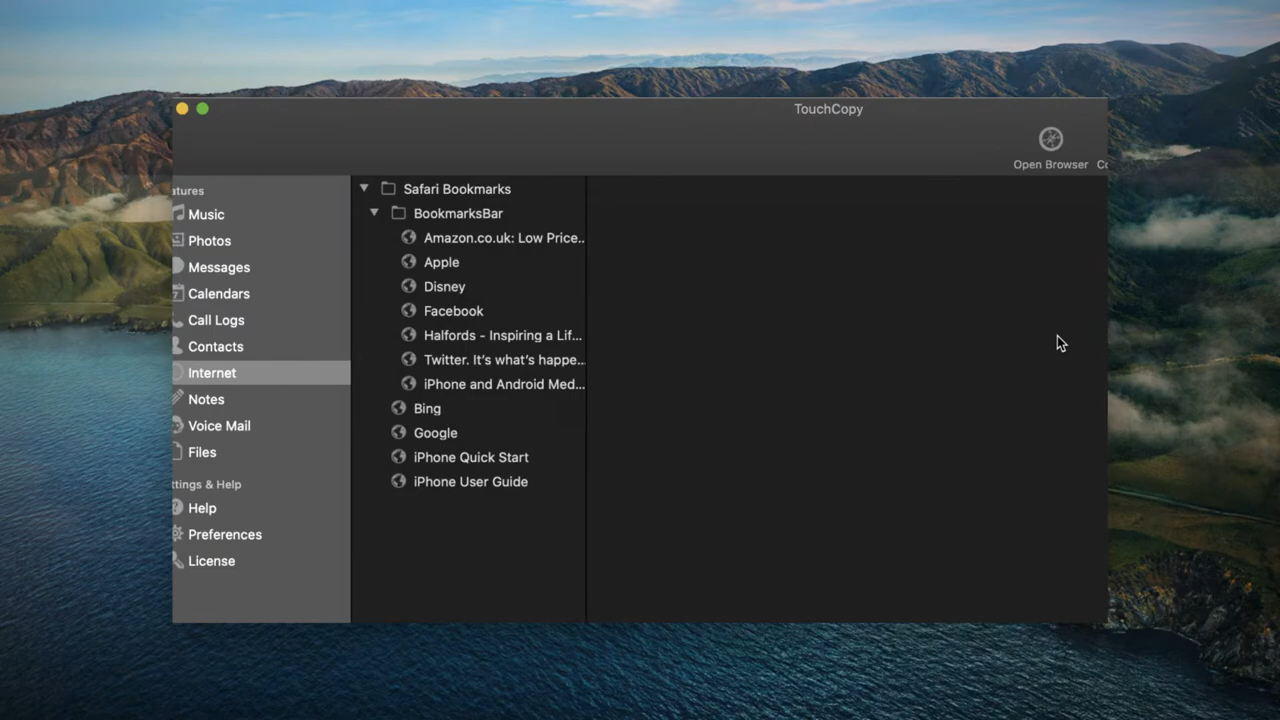 TouchCopy
Open Browser
atures
Music
Photos
Messages
Calendars
Call Logs
Contacts
Internet
Notes
Voice Mail
Files
ttings & Help
Help
Preferences
License
Safari Bookmarks
BookmarksBar
Amazon.co.uk: Low Price...
Apple
Disney
Facebook
Halfords - Inspiring a Lif...
Twitter. It's what's happe...
iPhone and Android Med...
Bing
Google
iPhone Quick Start
iPhone User Guide